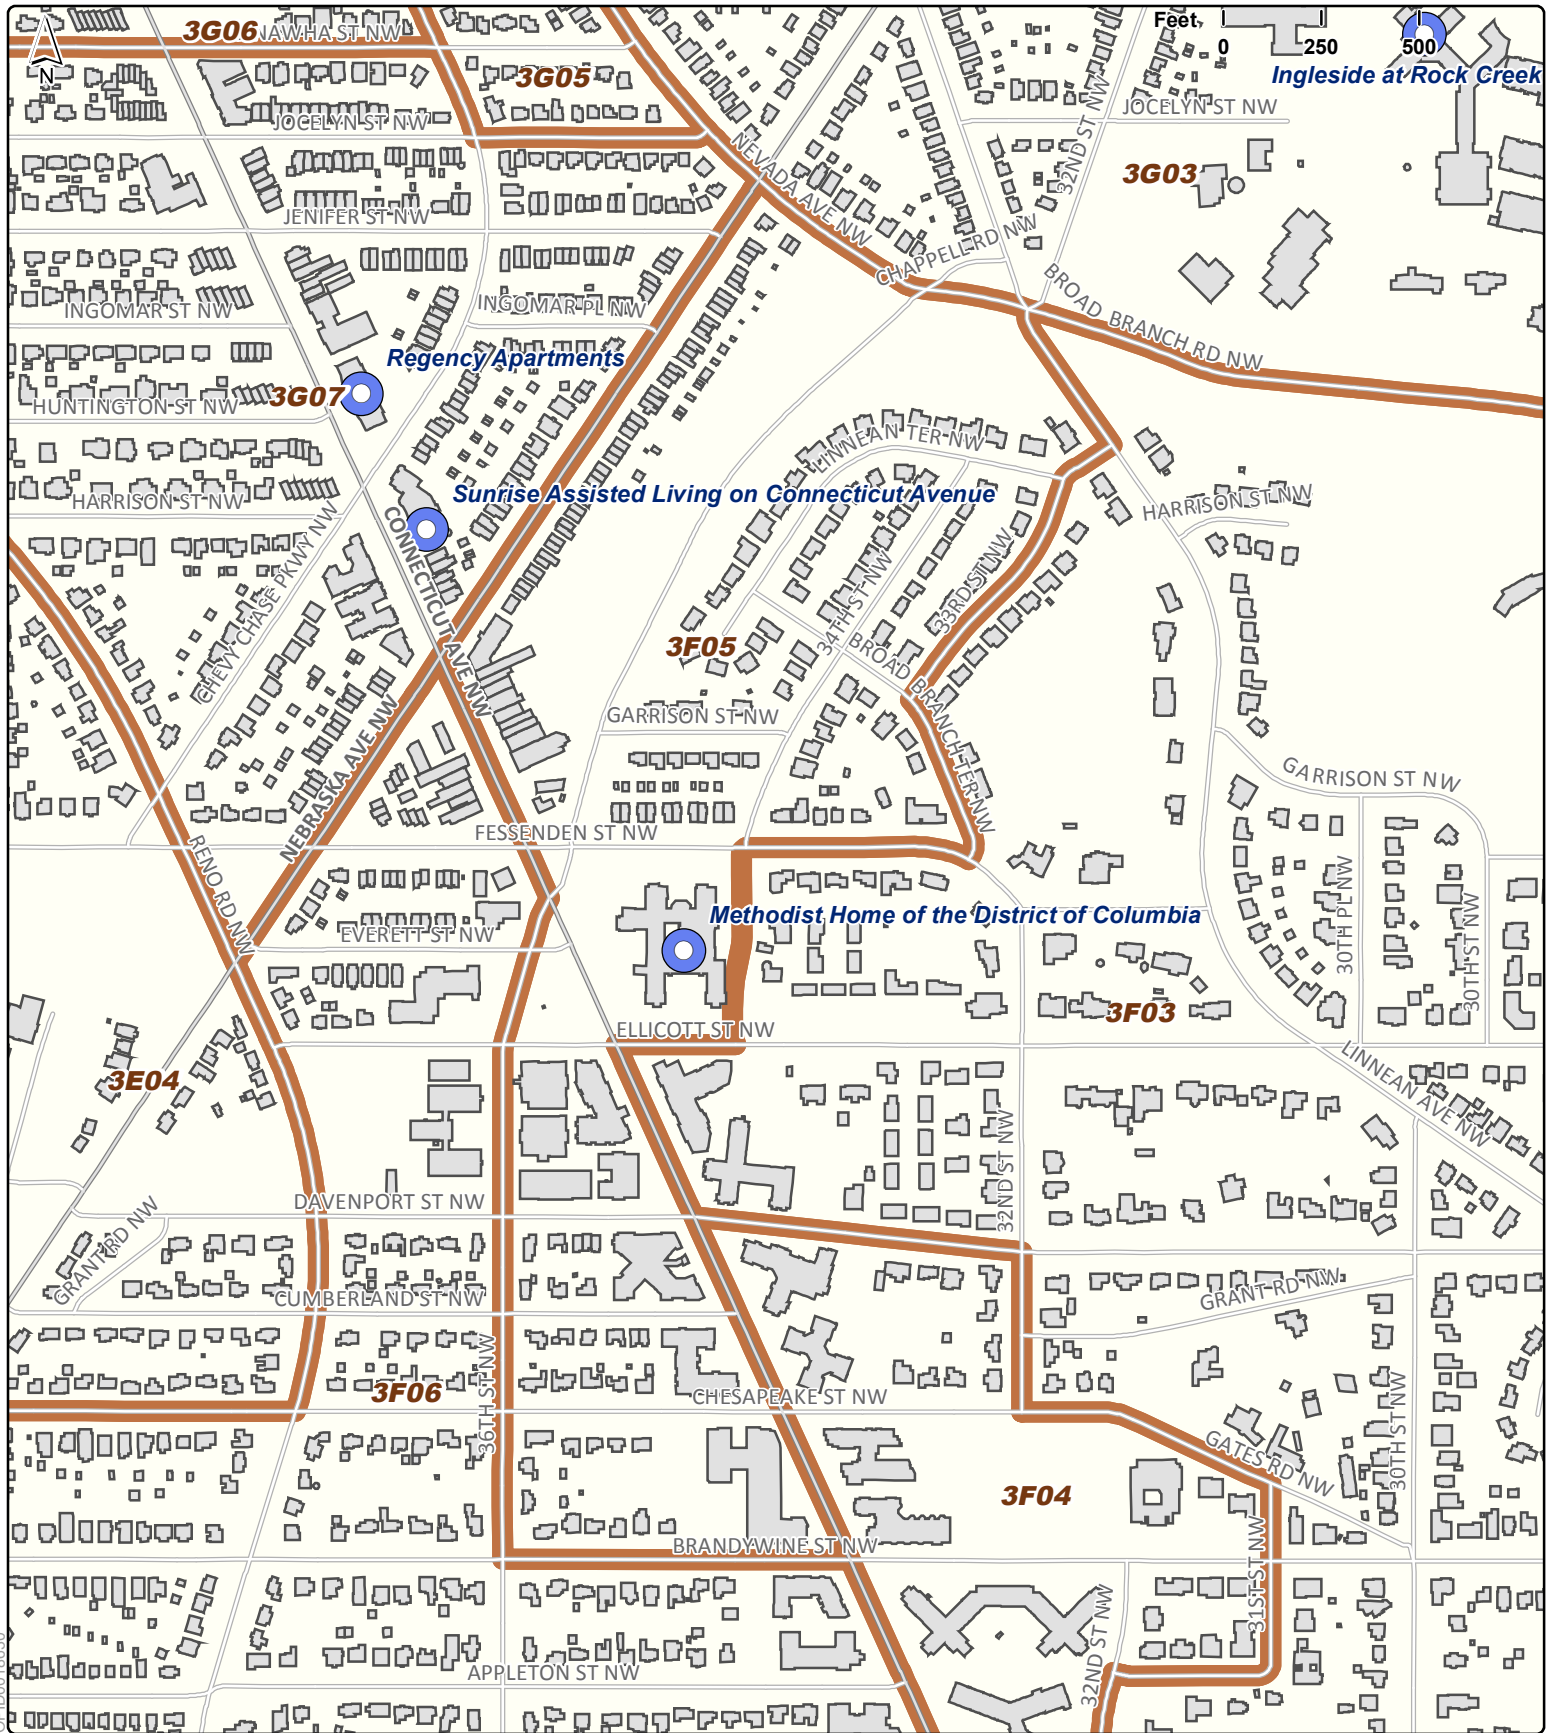 3G06
NAWHA ST NW
3G05
Feet
0 250 500
Ingleside at Rock Creek
N
JOCELYN ST NW
JOCELYN ST NW
32ND ST NW
NEVADA AVE NW
3G03
JENIFER ST NW
CHAPPELL RD NW
BROAD BRANCH RD NW
INGOMAR ST NW
INGOMAR PL NW
Regency Apartments
3G07
HUNTINGTON ST NW
LINNEAN TER NW
HARRISON ST NW
Sunrise Assisted Living on Connecticut Avenue
HARRISON ST NW
CONNECTICUT AVE NW
CHEVY CHASE PKWY NW
33RD ST NW
34TH ST NW
3F05
BROAD BRANCH TER NW
GARRISON ST NW
NEBRASKA AVE NW
GARRISON ST NW
FESSENDEN ST NW
RENO RD NW
30TH PL NW
30TH ST NW
Methodist Home of the District of Columbia
EVERETT ST NW
3F03
ELLICOTT ST NW
LINNEAN AVE NW
3E04
32ND ST NW
DAVENPORT ST NW
GRANT RD NW
GRANT RD NW
CUMBERLAND ST NW
36TH ST NW
3F06
CHESAPEAKE ST NW
30TH ST NW
GATES RD NW
3F04
BRANDYWINE ST NW
31ST ST NW
32ND ST NW
APPLETON ST NW